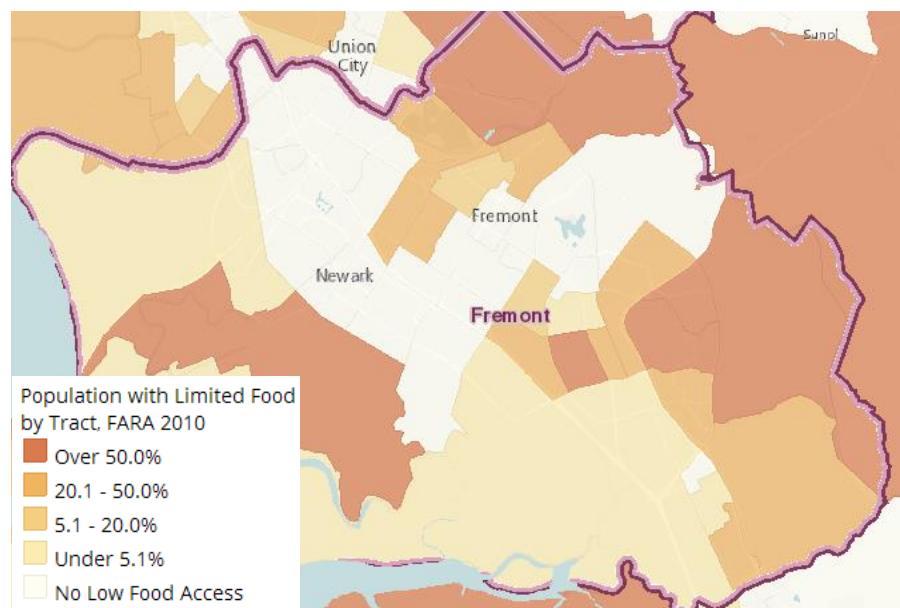 Union
City
Sunol
Fremont
Newark
Fremont
Population with Limited Food
by Tract, FARA 2010
Over 50.0%
20.1 - 50.0%
5.1 - 20.0%
Under 5.1%
No Low Food Access